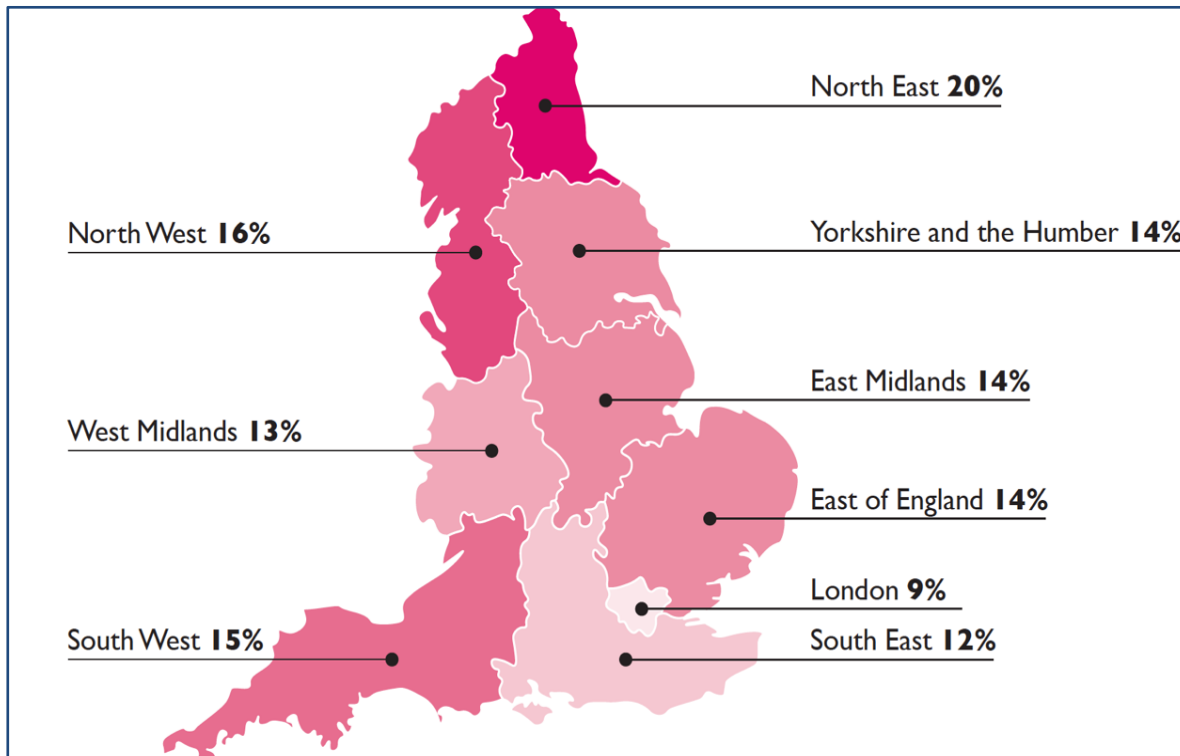 North East 20%
North West 16%
Yorkshire and the Humber 14%
East Midlands 14%
West Midlands 13%
East of England 14%
London 9%
South West 15%
South East 12%